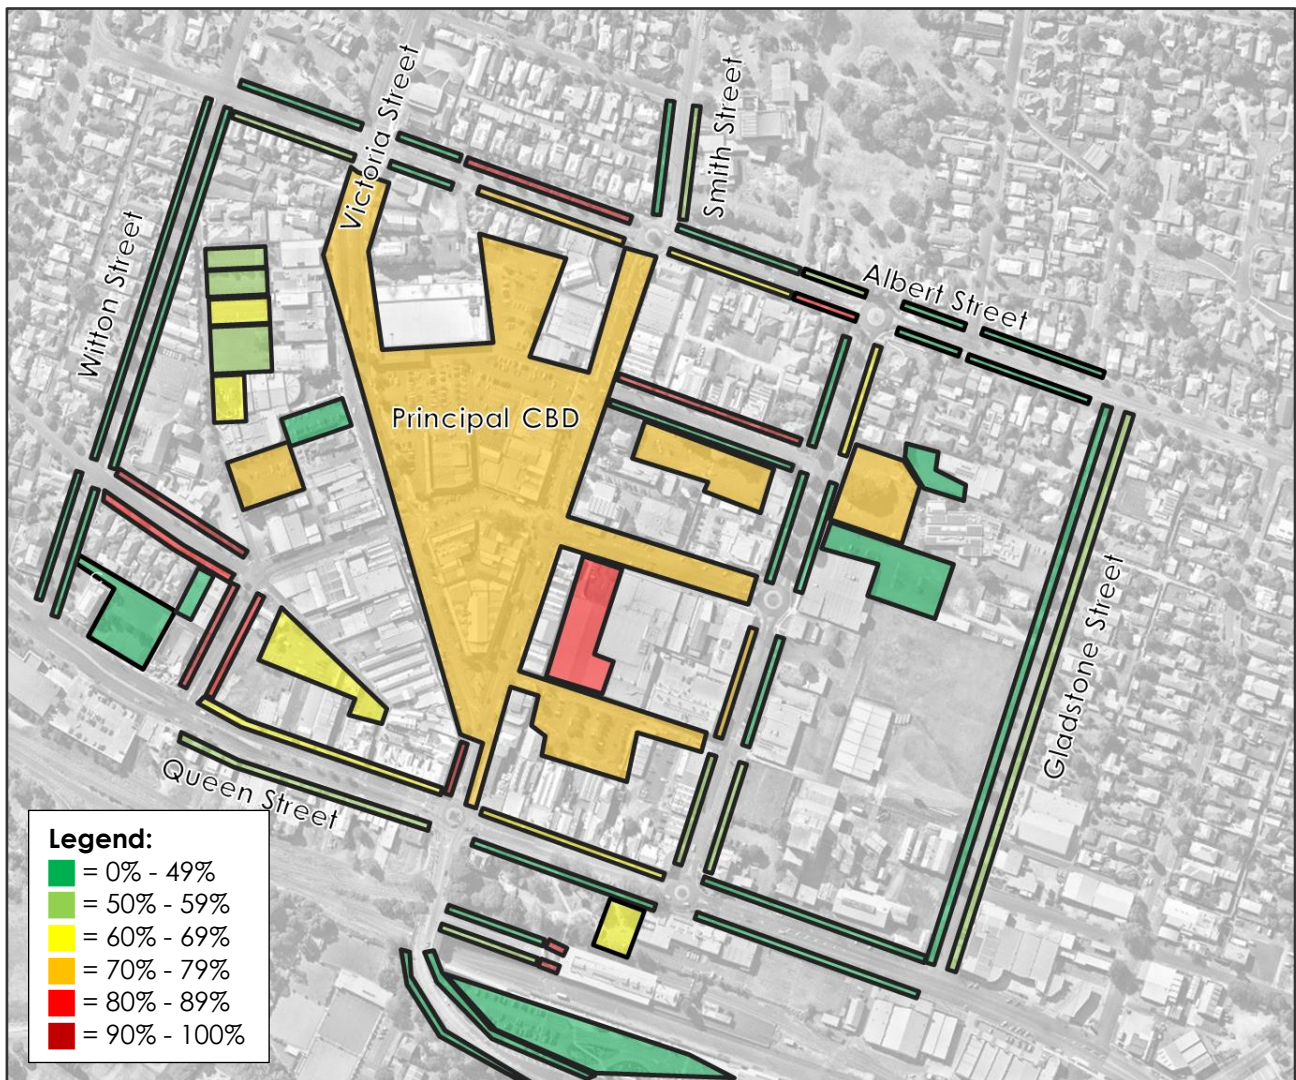 Victoria Street
Smith Street
Witton Street
Albert Street
Principal CBD
Gladstone Street
Queen Street
Legend:
= 0% - 49%
= 50% - 59%
= 60% - 69%
= 70% - 79%
= 80% - 89%
= 90% - 100%